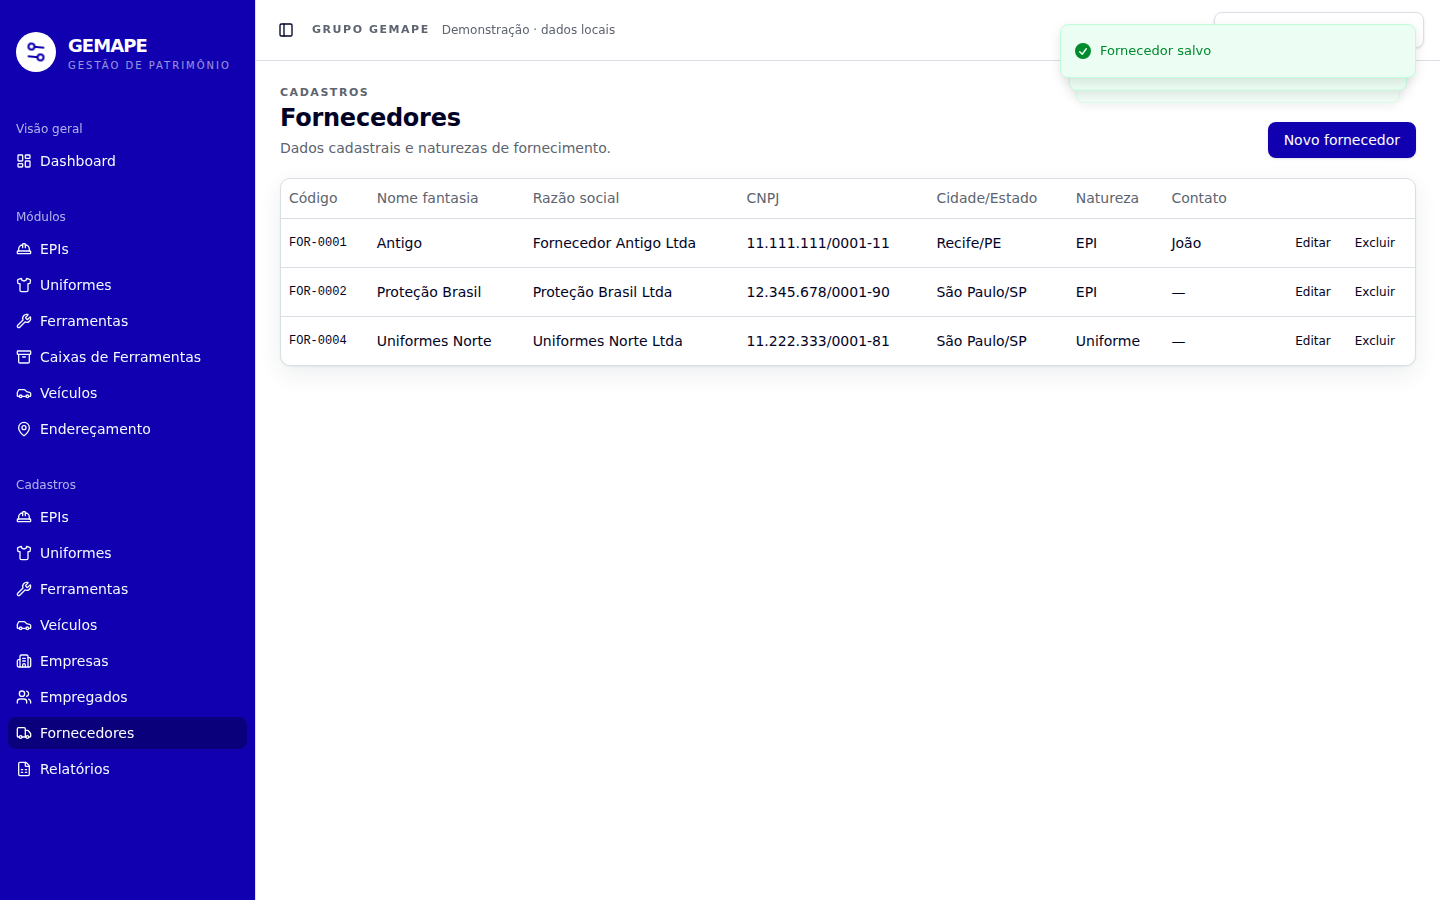 GEMAPE
GESTÃO DE PATRIMÔNIO
Visão geral
Dashboard
Módulos
EPIs
Uniformes
Ferramentas
Caixas de Ferramentas
Veículos
Endereçamento
Cadastros
EPIs
Uniformes
Ferramentas
Veículos
Empresas
Empregados
Fornecedores
Relatórios
GRUPO GEMAPE Demonstração · dados locais
Fornecedor salvo
CADASTROS
Fornecedores
Dados cadastrais e naturezas de fornecimento.
Novo fornecedor
Código Nome fantasia Razão social CNPJ Cidade/Estado Natureza Contato
FOR-0001 Antigo Fornecedor Antigo Ltda 11.111.111/0001-11 Recife/PE EPI João Editar Excluir
FOR-0002 Proteção Brasil Proteção Brasil Ltda 12.345.678/0001-90 São Paulo/SP EPI — Editar Excluir
FOR-0004 Uniformes Norte Uniformes Norte Ltda 11.222.333/0001-81 São Paulo/SP Uniforme — Editar Excluir